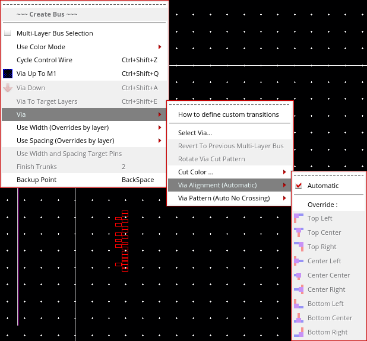 --- Create Bus ---
Multi-Layer Bus Selection
Use Color Mode
Cycle Control Wire Ctrl+Shift+Z
Via Up To M1 Ctrl+Shift+Q
Via Down Ctrl+Shift+A
Via To Target Layers Ctrl+Shift+E
Via
Use Width (Overrides by layer)
Use Spacing (Overrides by layer)
Use Width and Spacing Target Pins
Finish Trunks 2
Backup Point BackSpace
How to define custom transitions
Select Via...
Revert To Previous Multi-Layer Bus
Rotate Via Cut Pattern
Cut Color ...
Via Alignment (Automatic)
Via Pattern (Auto No Crossing)
Automatic
Override :
Top Left
Top Center
Top Right
Center Left
Center Center
Center Right
Bottom Left
Bottom Center
Bottom Right